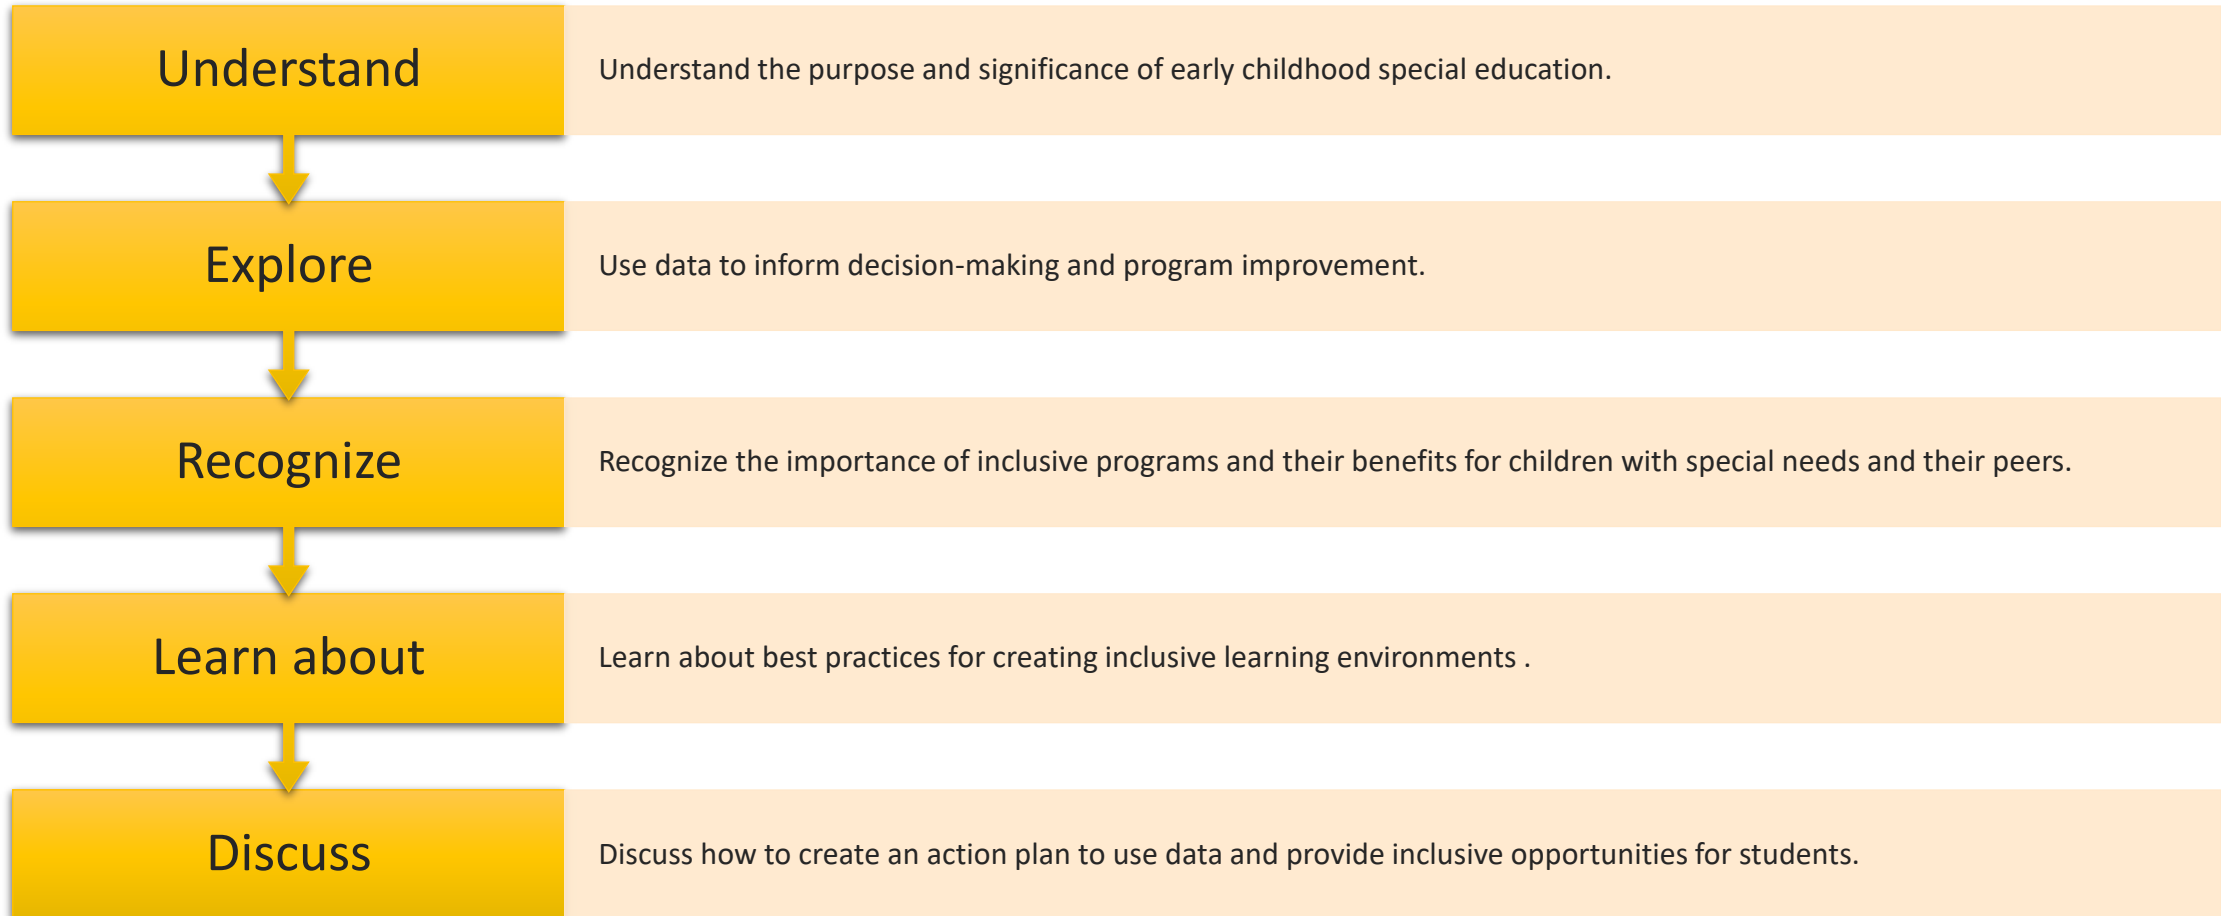 Understand
Understand the purpose and significance of early childhood special education.
Explore
Use data to inform decision-making and program improvement.
Recognize
Recognize the importance of inclusive programs and their benefits for children with special needs and their peers.
Learn about
Learn about best practices for creating inclusive learning environments .
Discuss
Discuss how to create an action plan to use data and provide inclusive opportunities for students.